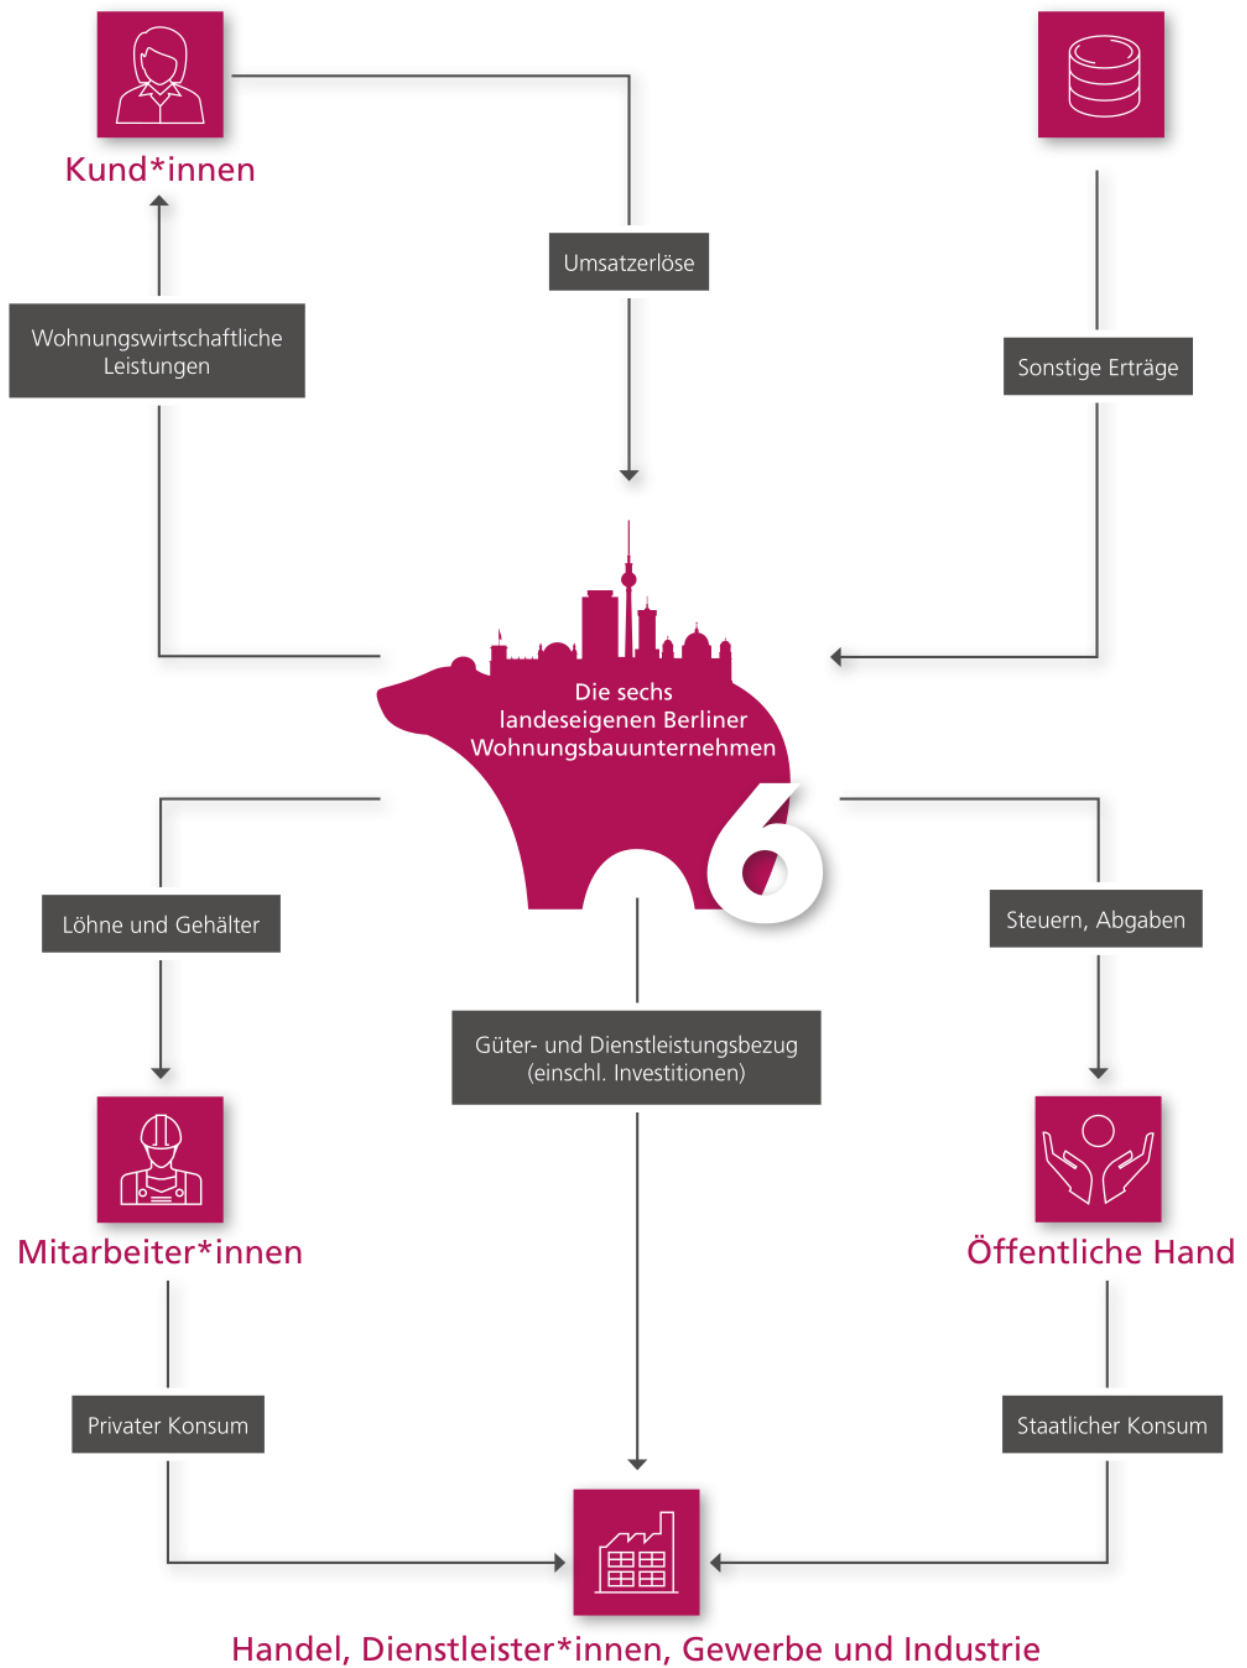 Kund*innen
Umsatzerlöse
Wohnungswirtschaftliche
Leistungen
Sonstige Erträge
Die sechs
landeseigenen Berliner
Wohnungsbauunternehmen
6
Löhne und Gehälter
Steuern, Abgaben
Güter- und Dienstleistungsbezug
(einschl. Investitionen)
Mitarbeiter*innen
Öffentliche Hand
Privater Konsum
Staatlicher Konsum
Handel, Dienstleister*innen, Gewerbe und Industrie